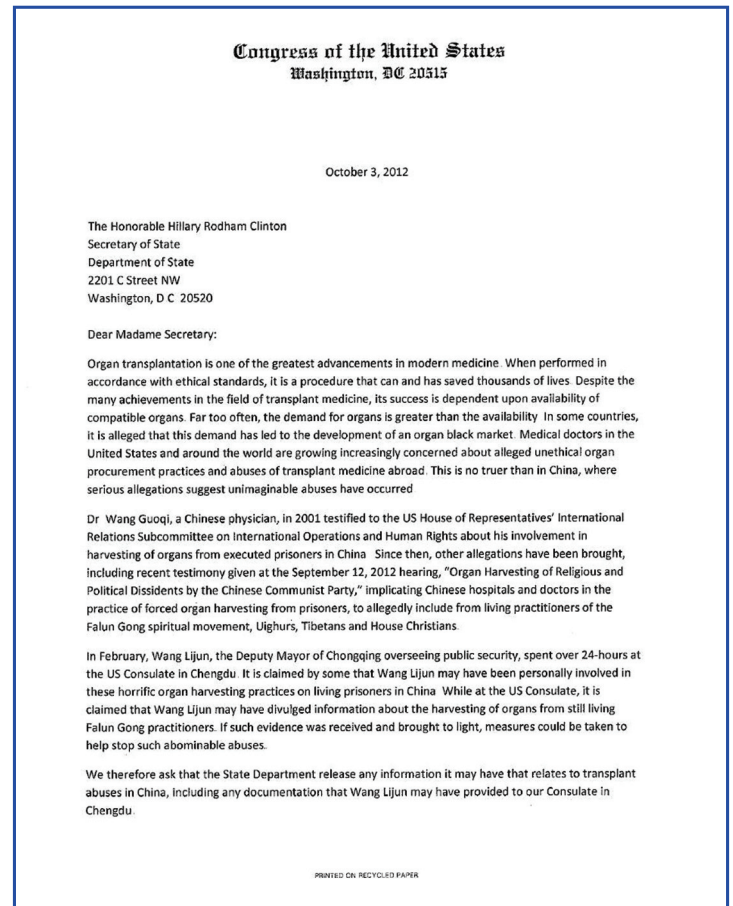 Congress of the United States
Washington, DC 20515
October 3, 2012
The Honorable Hillary Rodham Clinton
Secretary of State
Department of State
2201 C Street NW
Washington, D C 20520
Dear Madame Secretary:
Organ transplantation is one of the greatest advancements in modern medicine. When performed in
accordance with ethical standards, it is a procedure that can and has saved thousands of lives. Despite the
many achievements in the field of transplant medicine, its success is dependent upon availability of
compatible organs. Far too often, the demand for organs is greater than the availability In some countries,
it is alleged that this demand has led to the development of an organ black market. Medical doctors in the
United States and around the world are growing increasingly concerned about alleged unethical organ
procurement practices and abuses of transplant medicine abroad. This is no truer than in China, where
serious allegations suggest unimaginable abuses have occurred
Dr Wang Guoqi, a Chinese physician, in 2001 testified to the US House of Representatives' International
Relations Subcommittee on International Operations and Human Rights about his involvement in
harvesting of organs from executed prisoners in China Since then, other allegations have been brought,
including recent testimony given at the September 12, 2012 hearing, "Organ Harvesting of Religious and
Political Dissidents by the Chinese Communist Party," implicating Chinese hospitals and doctors in the
practice of forced organ harvesting from prisoners, to allegedly include from living practitioners of the
Falun Gong spiritual movement, Uighurs, Tibetans and House Christians.
In February, Wang Lijun, the Deputy Mayor of Chongqing overseeing public security, spent over 24-hours at
the US Consulate in Chengdu. It is claimed by some that Wang Lijun may have been personally involved in
these horrific organ harvesting practices on living prisoners in China While at the US Consulate, it is
claimed that Wang Lijun may have divulged information about the harvesting of organs from still living
Falun Gong practitioners. If such evidence was received and brought to light, measures could be taken to
help stop such abominable abuses.
We therefore ask that the State Department release any information it may have that relates to transplant
abuses in China, including any documentation that Wang Lijun may have provided to our Consulate in
Chengdu.
PRINTED ON RECYCLED PAPER